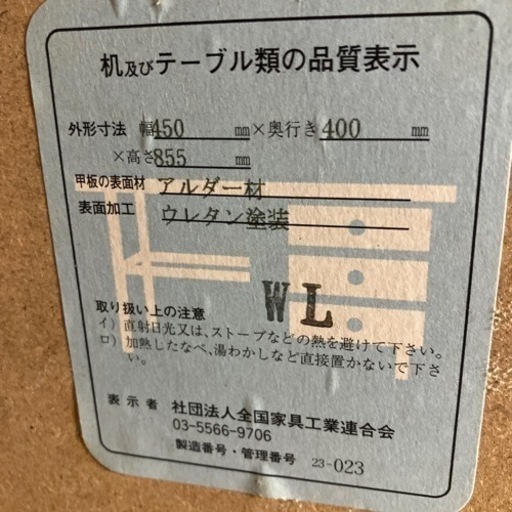 机及びテーブル類の品質表示
外形寸法 幅450 mm×奥行き400 mm
×高さ855 mm
甲板の表面材 アルダー材
表面加工 ウレタン塗装
WL
取り扱い上の注意
イ）直射日光又は、ストーブなどの熱を避けて下さい。
ロ）加熱したなべ、湯わかしなど直接置かないで下さ
い。
表示者 社団法人全国家具工業連合会
03-5566-9706
製造番号・管理番号 23-023